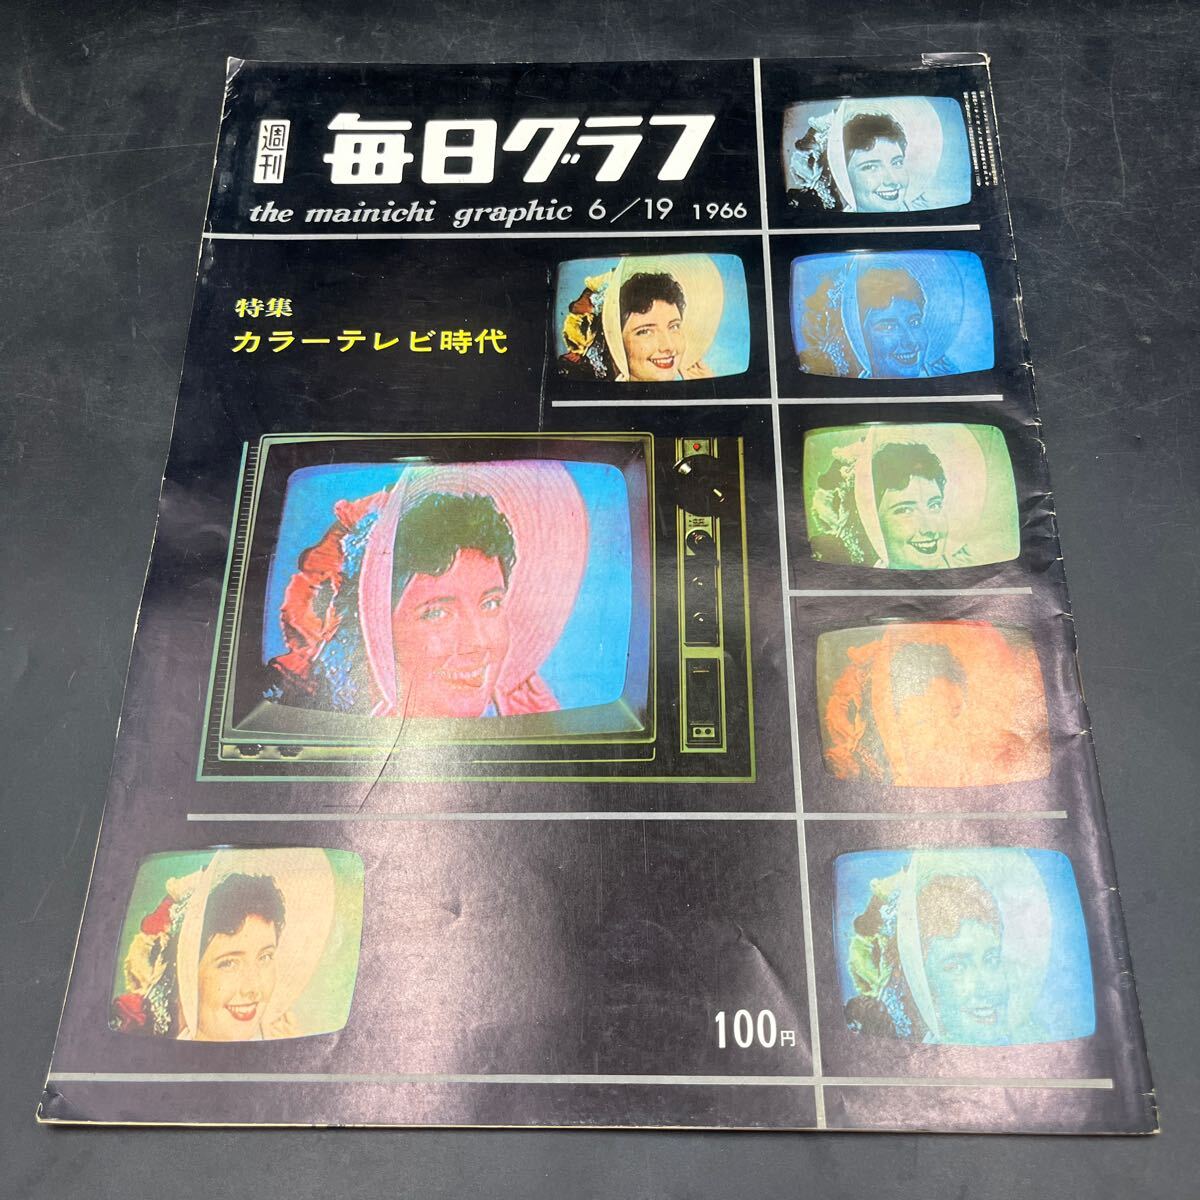 週刊
毎日グラフ
the mainichi graphic 6/19 1966
特集
カラーテレビ時代
100円